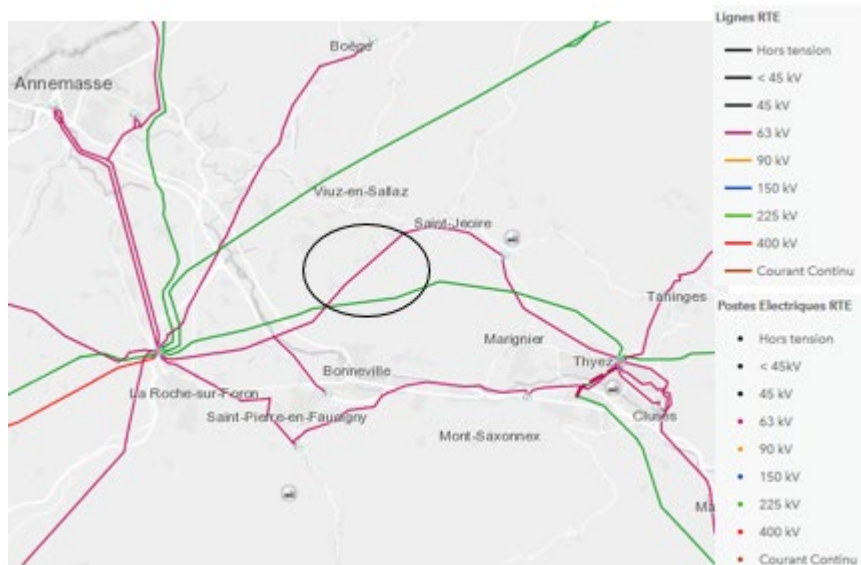 Lignes RTE
Hors tension
< 45 kV
45 kV
63 kV
90 kV
150 kV
225 kV
400 kV
Courant Continu
Postes Electriques RTE
Hors tension
< 45kV
45 kV
63 kV
90 kV
150 kV
225 kV
400 kV
Courant Continu
Boëge
Annemasse
Viuz-en-Sallaz
Saint-Jeoire
Taninges
Marignier
Thyez
Bonneville
La Roche-sur-Foron
Saint-Pierre-en-Faucigny
Cluses
Mont-Saxonnex
Ma